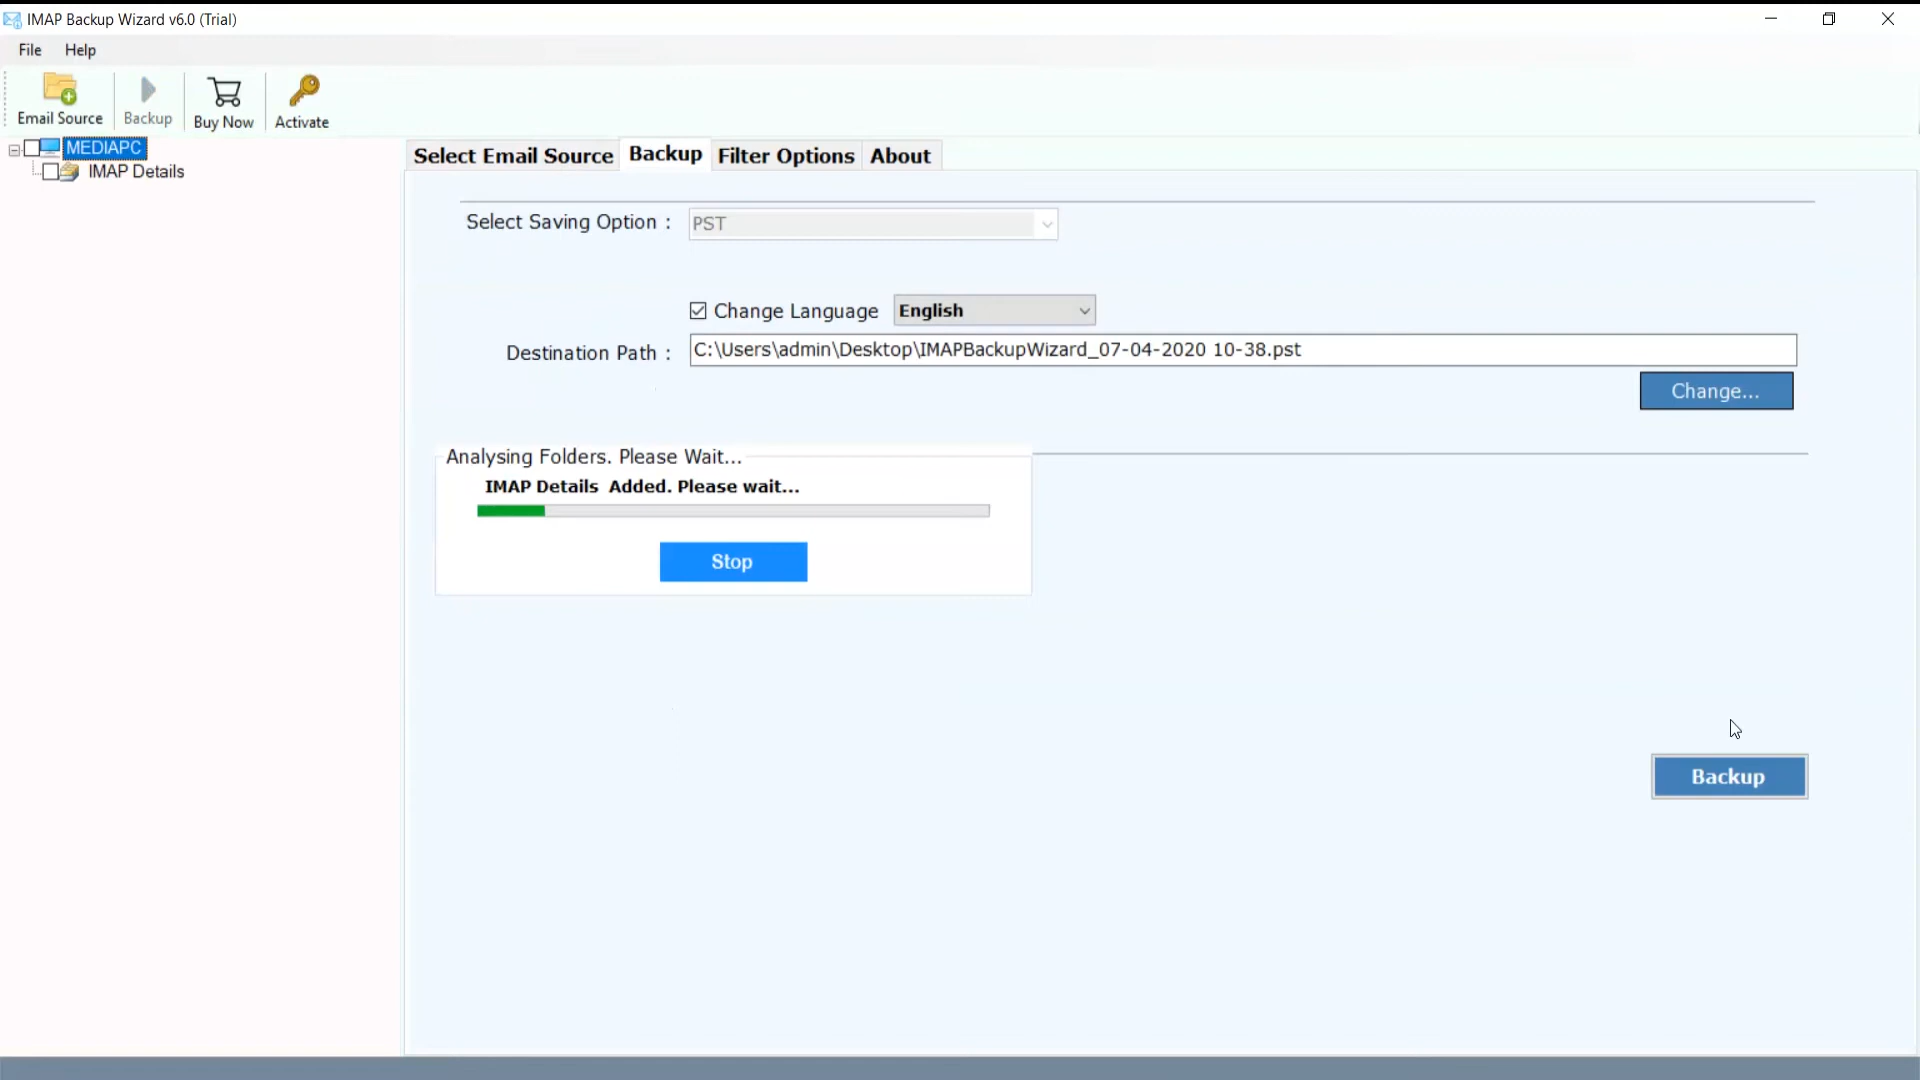 IMAP Backup Wizard v6.0 (Trial)
File Help
Email Source Backup Buy Now Activate
MEDIAPC
IMAP Details
Select Email Source Backup Filter Options About
Select Saving Option : PST
Change Language English
Destination Path : C:\Users\admin\Desktop\IMAPBackupWizard_07-04-2020 10-38.pst
Change...
Analysing Folders. Please Wait...
IMAP Details Added. Please wait...
Stop
Backup